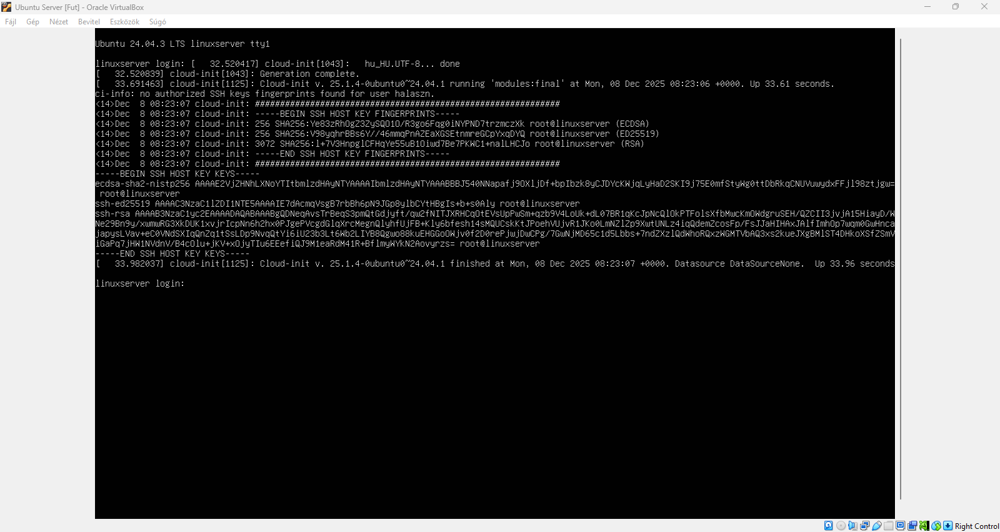 Ubuntu Server [Fut] - Oracle VirtualBox
Fájl Gép Nézet Bevitel Eszközök Súgó
Ubuntu 24.04.3 LTS linuxserver tty1
linuxserver login: [   32.520417] cloud-init[1043]:   hu_HU.UTF-8... done
[   32.520839] cloud-init[1043]: Generation complete.
[   33.691463] cloud-init[1125]: Cloud-init v. 25.1.4-0ubuntu0~24.04.1 running 'modules:final' at Mon, 08 Dec 2025 08:23:06 +0000. Up 33.61 seconds.
ci-info: no authorized SSH keys fingerprints found for user halaszn.
<14>Dec  8 08:23:07 cloud-init: #############################################################
<14>Dec  8 08:23:07 cloud-init: -----BEGIN SSH HOST KEY FINGERPRINTS-----
<14>Dec  8 08:23:07 cloud-init: 256 SHA256:Ye83zRhOgZ3ZySQO1O/R3go6Fqg0iNYPND7trzmczXk root@linuxserver (ECDSA)
<14>Dec  8 08:23:07 cloud-init: 256 SHA256:V98yqhrBBs6Y//46mmqPnAZEaXGSEtnmreGCpYxqDYQ root@linuxserver (ED25519)
<14>Dec  8 08:23:07 cloud-init: 3072 SHA256:l+7V3HnpglCFHqYe55uB1Oiwd7Be7PKWC1+nalLHCJo root@linuxserver (RSA)
<14>Dec  8 08:23:07 cloud-init: -----END SSH HOST KEY FINGERPRINTS-----
<14>Dec  8 08:23:07 cloud-init: #############################################################
-----BEGIN SSH HOST KEY KEYS-----
ecdsa-sha2-nistp256 AAAAE2VjZHNhLXNoYTItbmlzdHAyNTYAAAAIbmlzdHAyNTYAAABBBJ540NNapafj9OXljDf+bpIbzk8yCJDYcKWjqLyHaD2SKI9j75E0mfStyWg0ttDbRkqCNUVuwydxFFjl98ztjgw=
root@linuxserver
ssh-ed25519 AAAAC3NzaC1lZDI1NTE5AAAAIE7dAcmqVsgB7rbBh6pN9JGp8ylbCYtHBgIs+b+s0Aly root@linuxserver
ssh-rsa AAAAB3NzaC1yc2EAAAADAQABAAABgQDNeqAvsTrBeqS3pmQtGdjyft/qw2fNITJXRHCqOtEVsUpPwSm+qzb9V4LoUk+dL07BR1qKcJpNcQlOkPTFolsXfbMwcKmOWdgruSEH/QZCII3jvjA15HiayD/W
Ne29Bn9y/xwmwRG3XkDUK1xvjrIcpNn6h2hx0PJgePVcgdGlqXrcMegnQlyhfUjFB+Kly6bfesh14sMQUCskKtJPoehVUjvR1JKo0LmNZlZp9XwtUNLz4iqQdemZcosFp/FsJJaHIHAxJAlfImhOp7wqm0GwHnca
japysLVav+eC0VNdSXIqQnZq1tSsLDp9NvqQtYi6iU23b3Lt6Wb2LIYB8Qgwo88kuEHGGoOWjv0f2D0rePjwjDwCPg/7GwNjMD65c1d5Lbbs+7ndZXzlQdWhoRQxzWGMTVbAQ3xs2kueJXgBMlST4DHkoXSfZSmV
iGaPq7jHW1NVdnV/B4cOlu+jKV+xOjyTIu6EEefiQJ9M1eaRdM41R+BflmyWYkN2Aovyrzs= root@linuxserver
-----END SSH HOST KEY KEYS-----
[   33.982037] cloud-init[1125]: Cloud-init v. 25.1.4-0ubuntu0~24.04.1 finished at Mon, 08 Dec 2025 08:23:07 +0000. Datasource DataSourceNone.  Up 33.96 seconds
linuxserver login:
Right Control